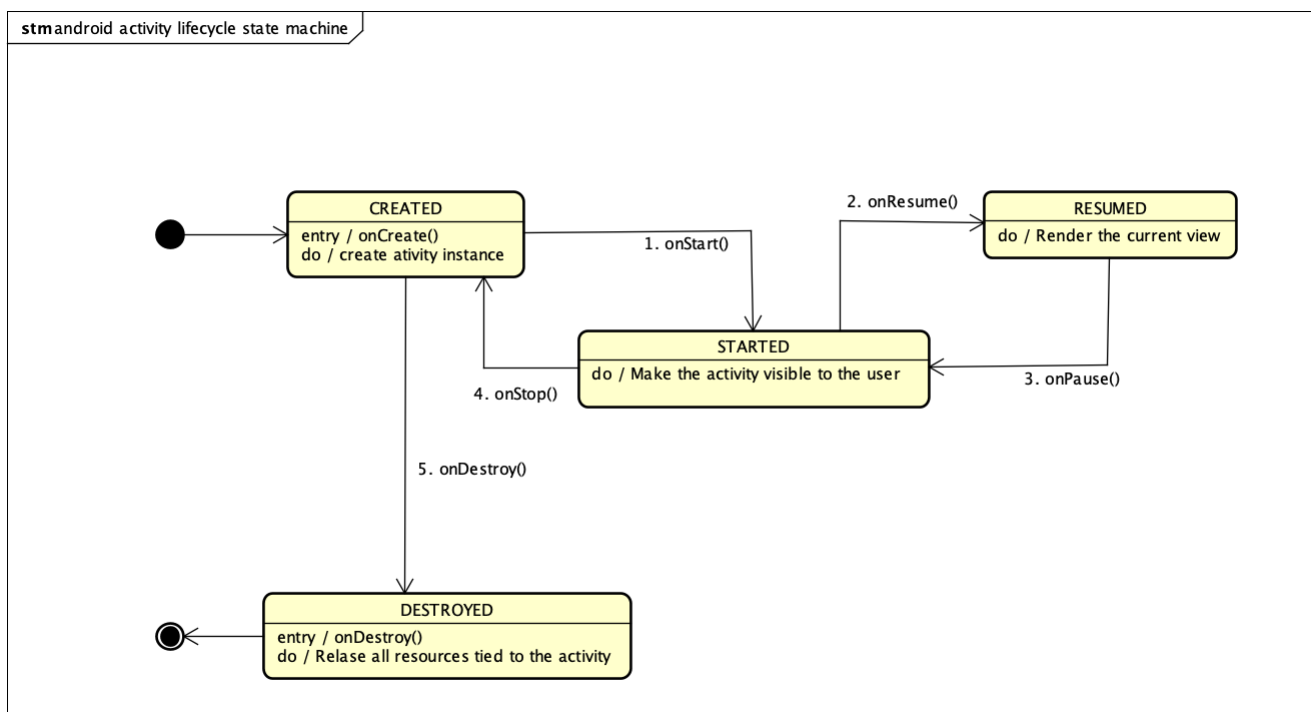 stm android activity lifecycle state machine
CREATED
entry / onCreate()
do / create ativity instance
1. onStart()
2. onResume()
RESUMED
do / Render the current view
STARTED
do / Make the activity visible to the user
3. onPause()
4. onStop()
5. onDestroy()
DESTROYED
entry / onDestroy()
do / Relase all resources tied to the activity